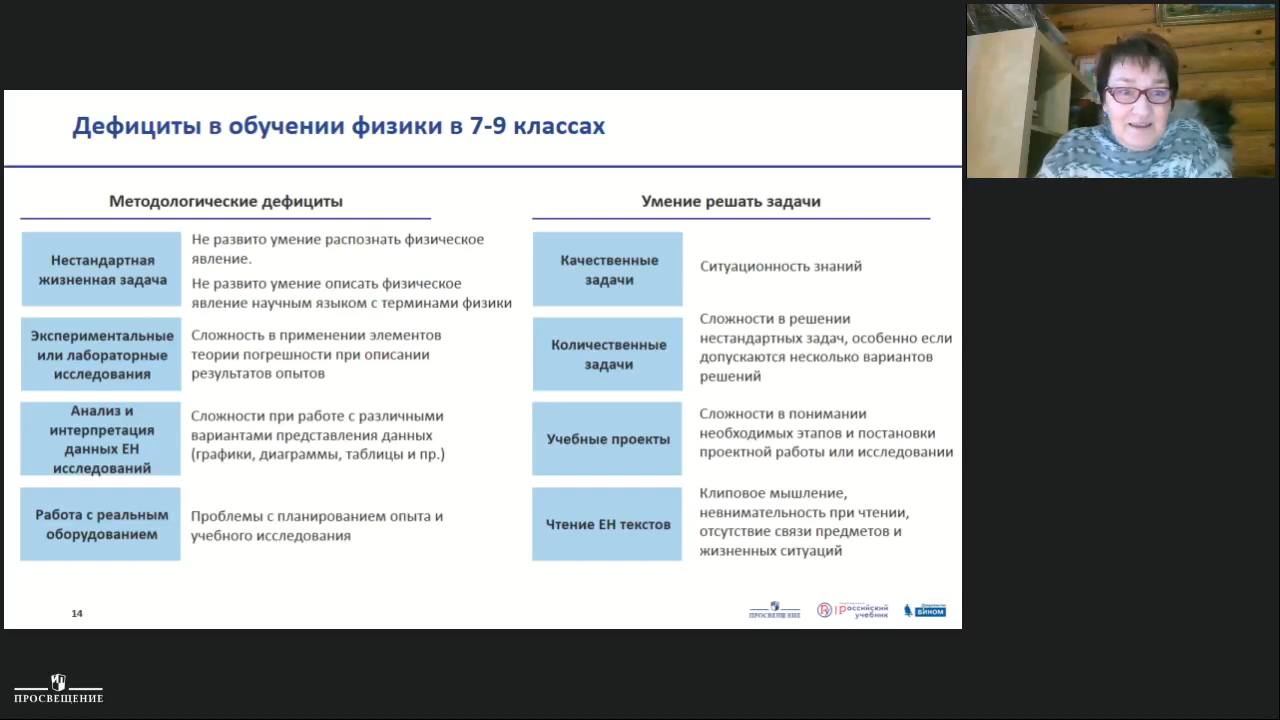 Дефициты в обучении физики в 7-9 классах
Методологические дефициты
Нестандартная
жизненная задача
Не развито умение распознать физическое
явление.
Не развито умение описать физическое
явление научным языком с терминами физики
Экспериментальные
или лабораторные
исследования
Сложность в применении элементов
теории погрешности при описании
результатов опытов
Анализ и
интерпретация
данных ЕН
исследований
Сложности при работе с различными
вариантами представления данных
(графики, диаграммы, таблицы и пр.)
Работа с реальным
оборудованием
Проблемы с планированием опыта и
учебного исследования
Умение решать задачи
Качественные
задачи
Ситуационность знаний
Количественные
задачи
Сложности в решении
нестандартных задач, особенно если
допускаются несколько вариантов
решений
Учебные проекты
Сложности в понимании
необходимых этапов и постановки
проектной работы или исследовании
Чтение ЕН текстов
Клиповое мышление,
невнимательность при чтении,
отсутствие связи предметов и
жизненных ситуаций
14
ПРОСВЕЩЕНИЕ
российский
учебник
БИНОМ
ПРОСВЕЩЕНИЕ